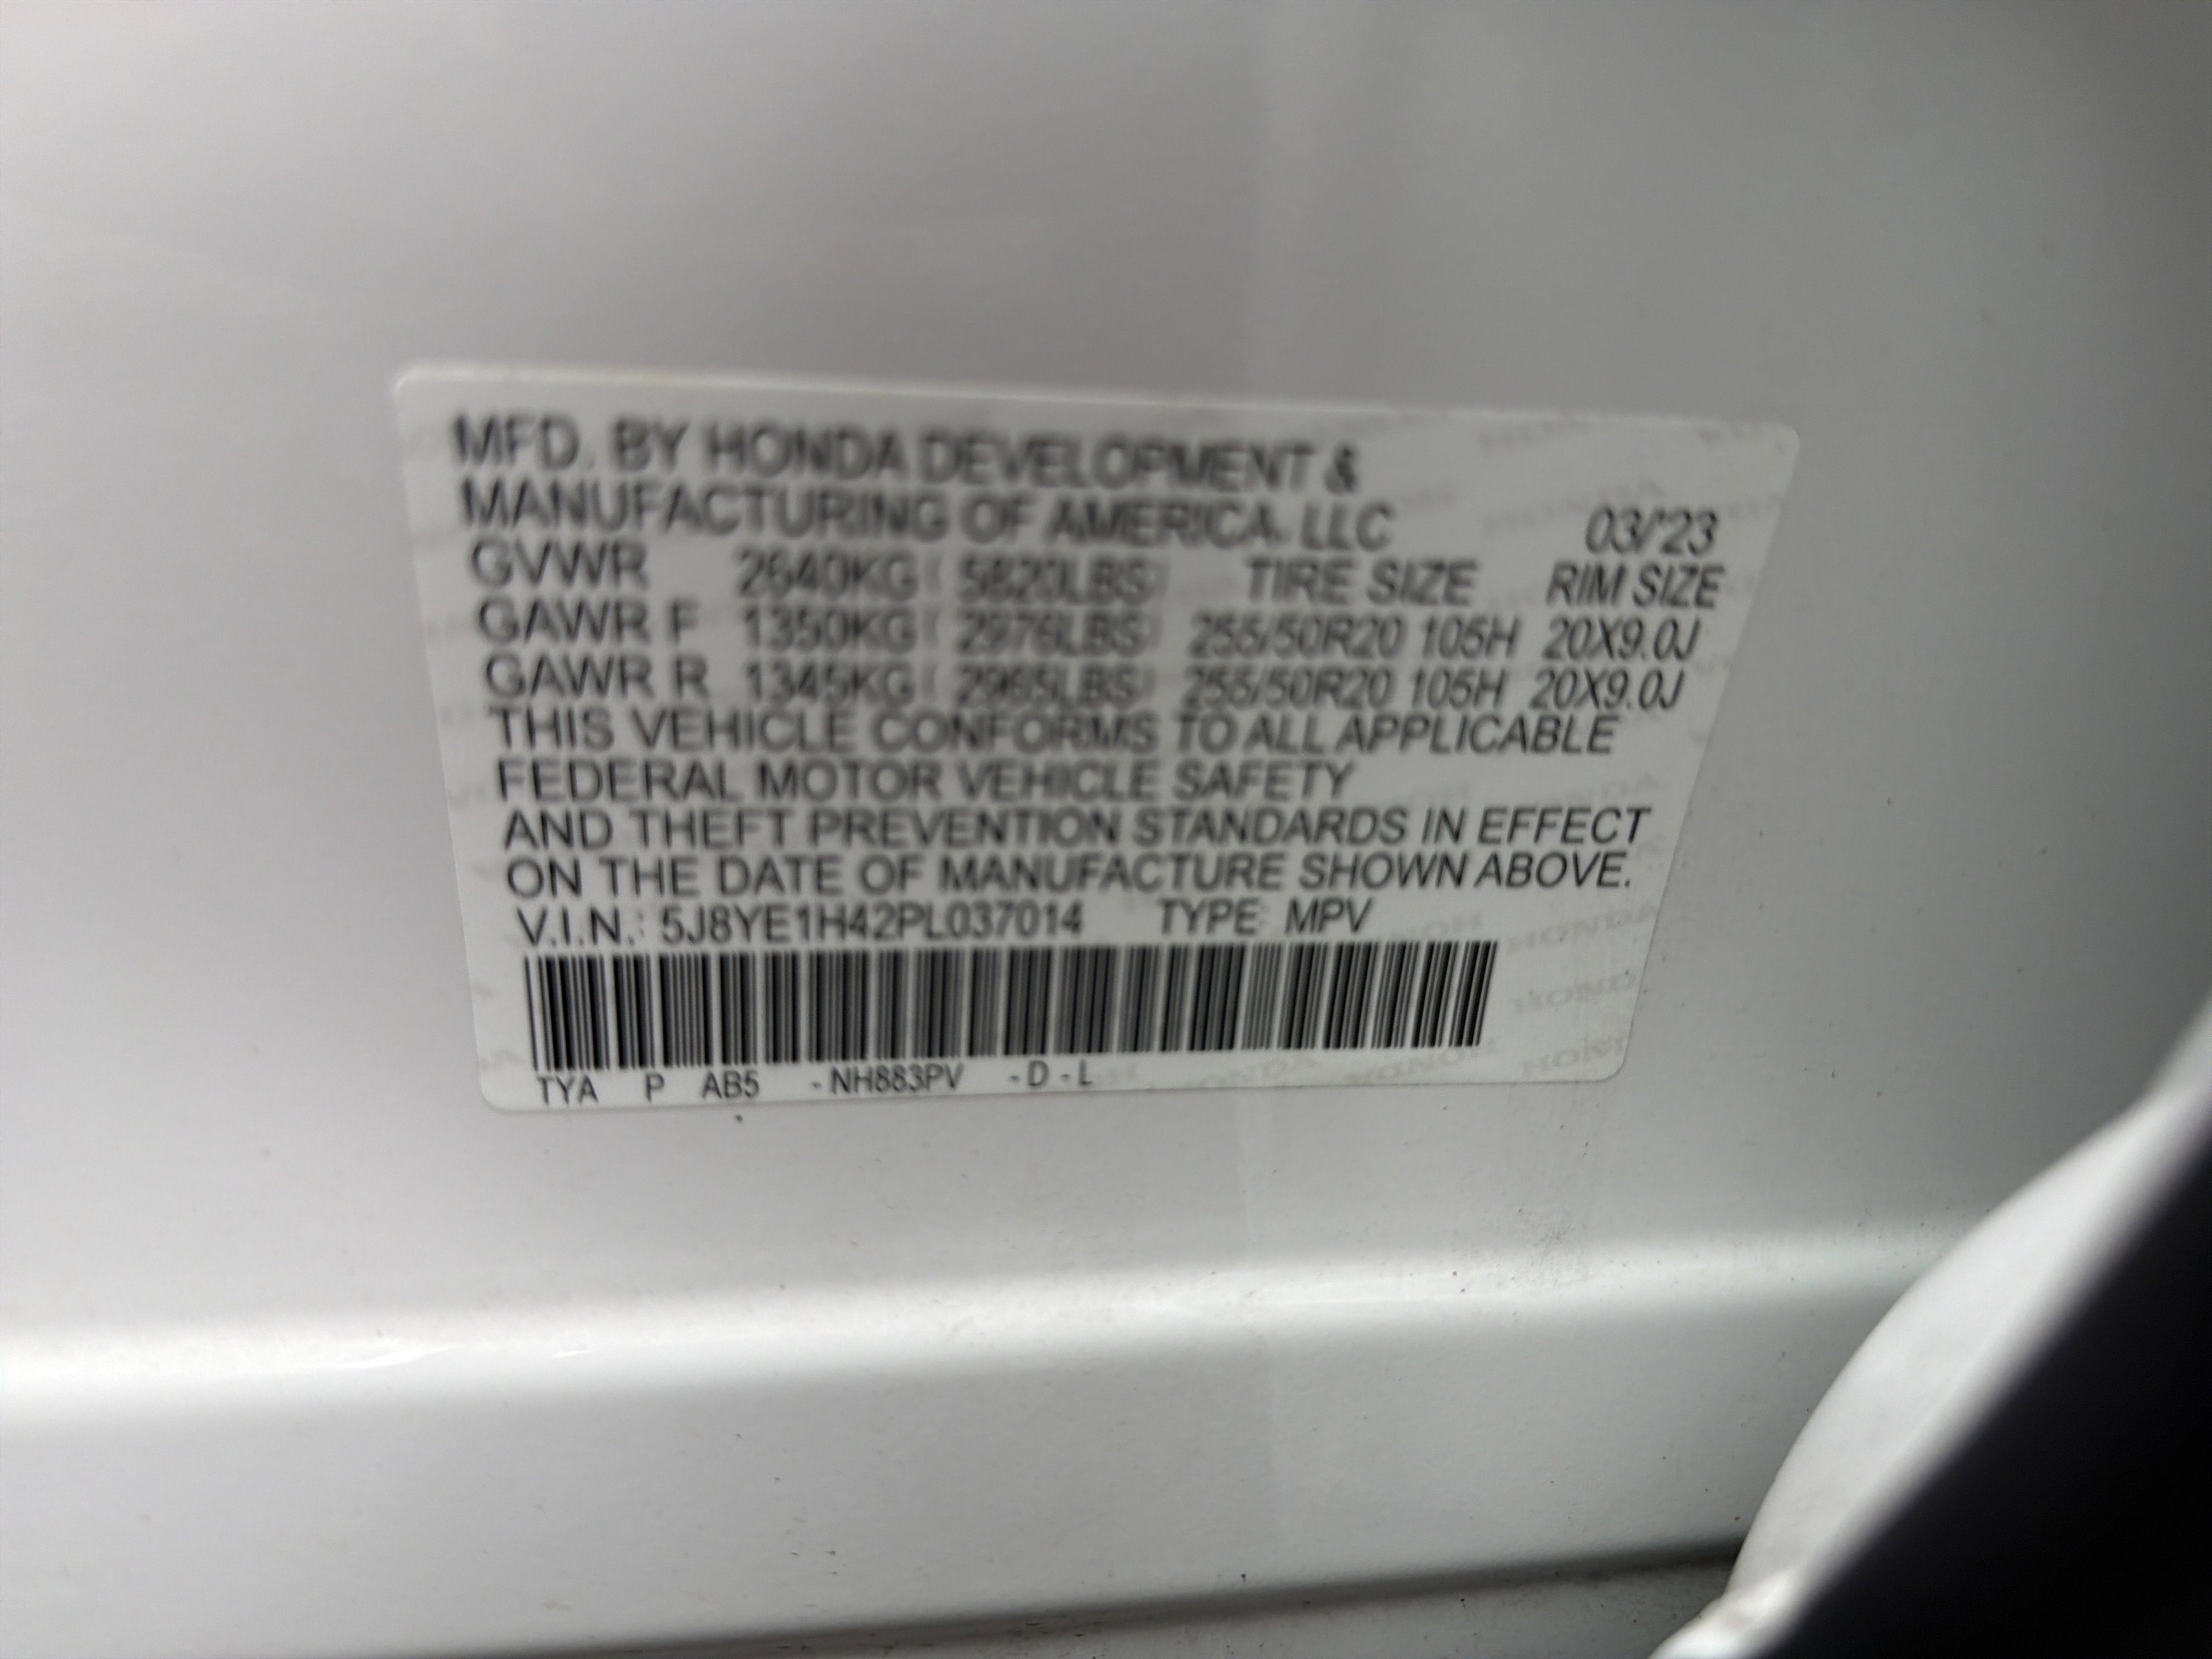 MFD. BY HONDA DEVELOPMENT &
MANUFACTURING OF AMERICA, LLC 03/'23
GVWR 2640KG ( 5820LBS) TIRE SIZE RIM SIZE
GAWR F 1350KG ( 2976LBS) 255/50R20 105H 20X9.0J
GAWR R 1345KG ( 2965LBS) 255/50R20 105H 20X9.0J
THIS VEHICLE CONFORMS TO ALL APPLICABLE
FEDERAL MOTOR VEHICLE SAFETY
AND THEFT PREVENTION STANDARDS IN EFFECT
ON THE DATE OF MANUFACTURE SHOWN ABOVE.
V.I.N.: 5J8YE1H42PL037014 TYPE: MPV
TYA P AB5 -NH883PV -D-L